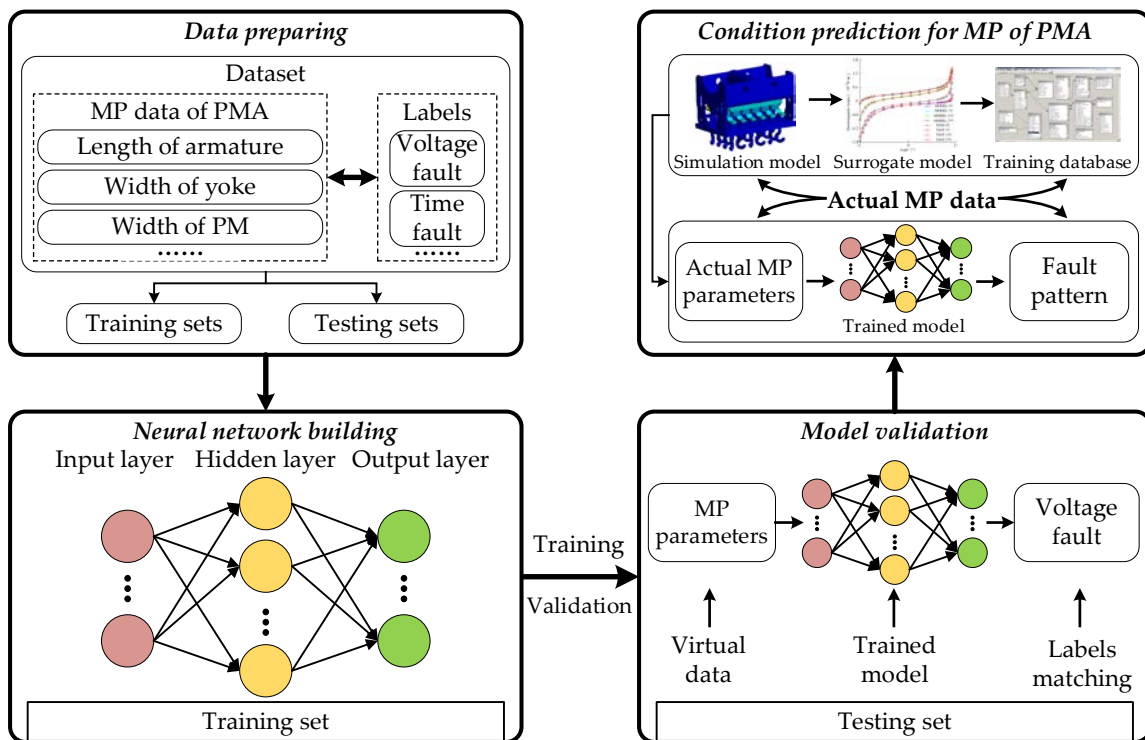 Data preparing
Dataset
MP data of PMA
Length of armature
Width of yoke
Width of PM
......
Labels
Voltage
fault
Time
fault
......
Training sets
Testing sets
Neural network building
Input layer
Hidden layer
Output layer
Training set
Training
Validation
Condition prediction for MP of PMA
Simulation model
Surrogate model
Training database
Actual MP data
Actual MP
parameters
Trained model
Fault
pattern
Model validation
MP
parameters
Voltage
fault
Virtual
data
Trained
model
Labels
matching
Testing set